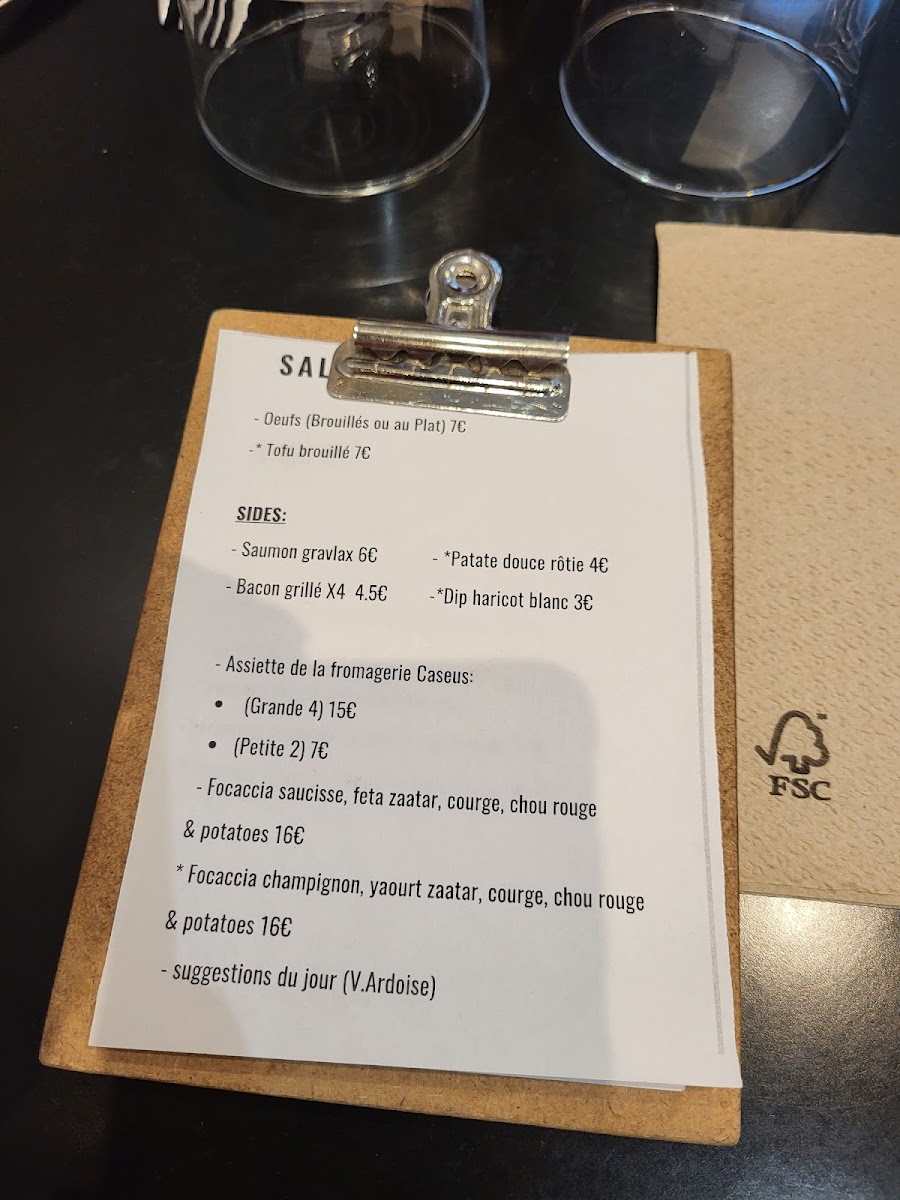 SAL
- Oeufs (Brouillés ou au Plat) 7€
-* Tofu brouillé 7€
SIDES:
- Saumon gravlax 6€ - *Patate douce rôtie 4€
- Bacon grillé X4 4.5€ -*Dip haricot blanc 3€
- Assiette de la fromagerie Caseus:
• (Grande 4) 15€
• (Petite 2) 7€
- Focaccia saucisse, feta zaatar, courge, chou rouge
& potatoes 16€
* Focaccia champignon, yaourt zaatar, courge, chou rouge
& potatoes 16€
- suggestions du jour (V.Ardoise)
FSC